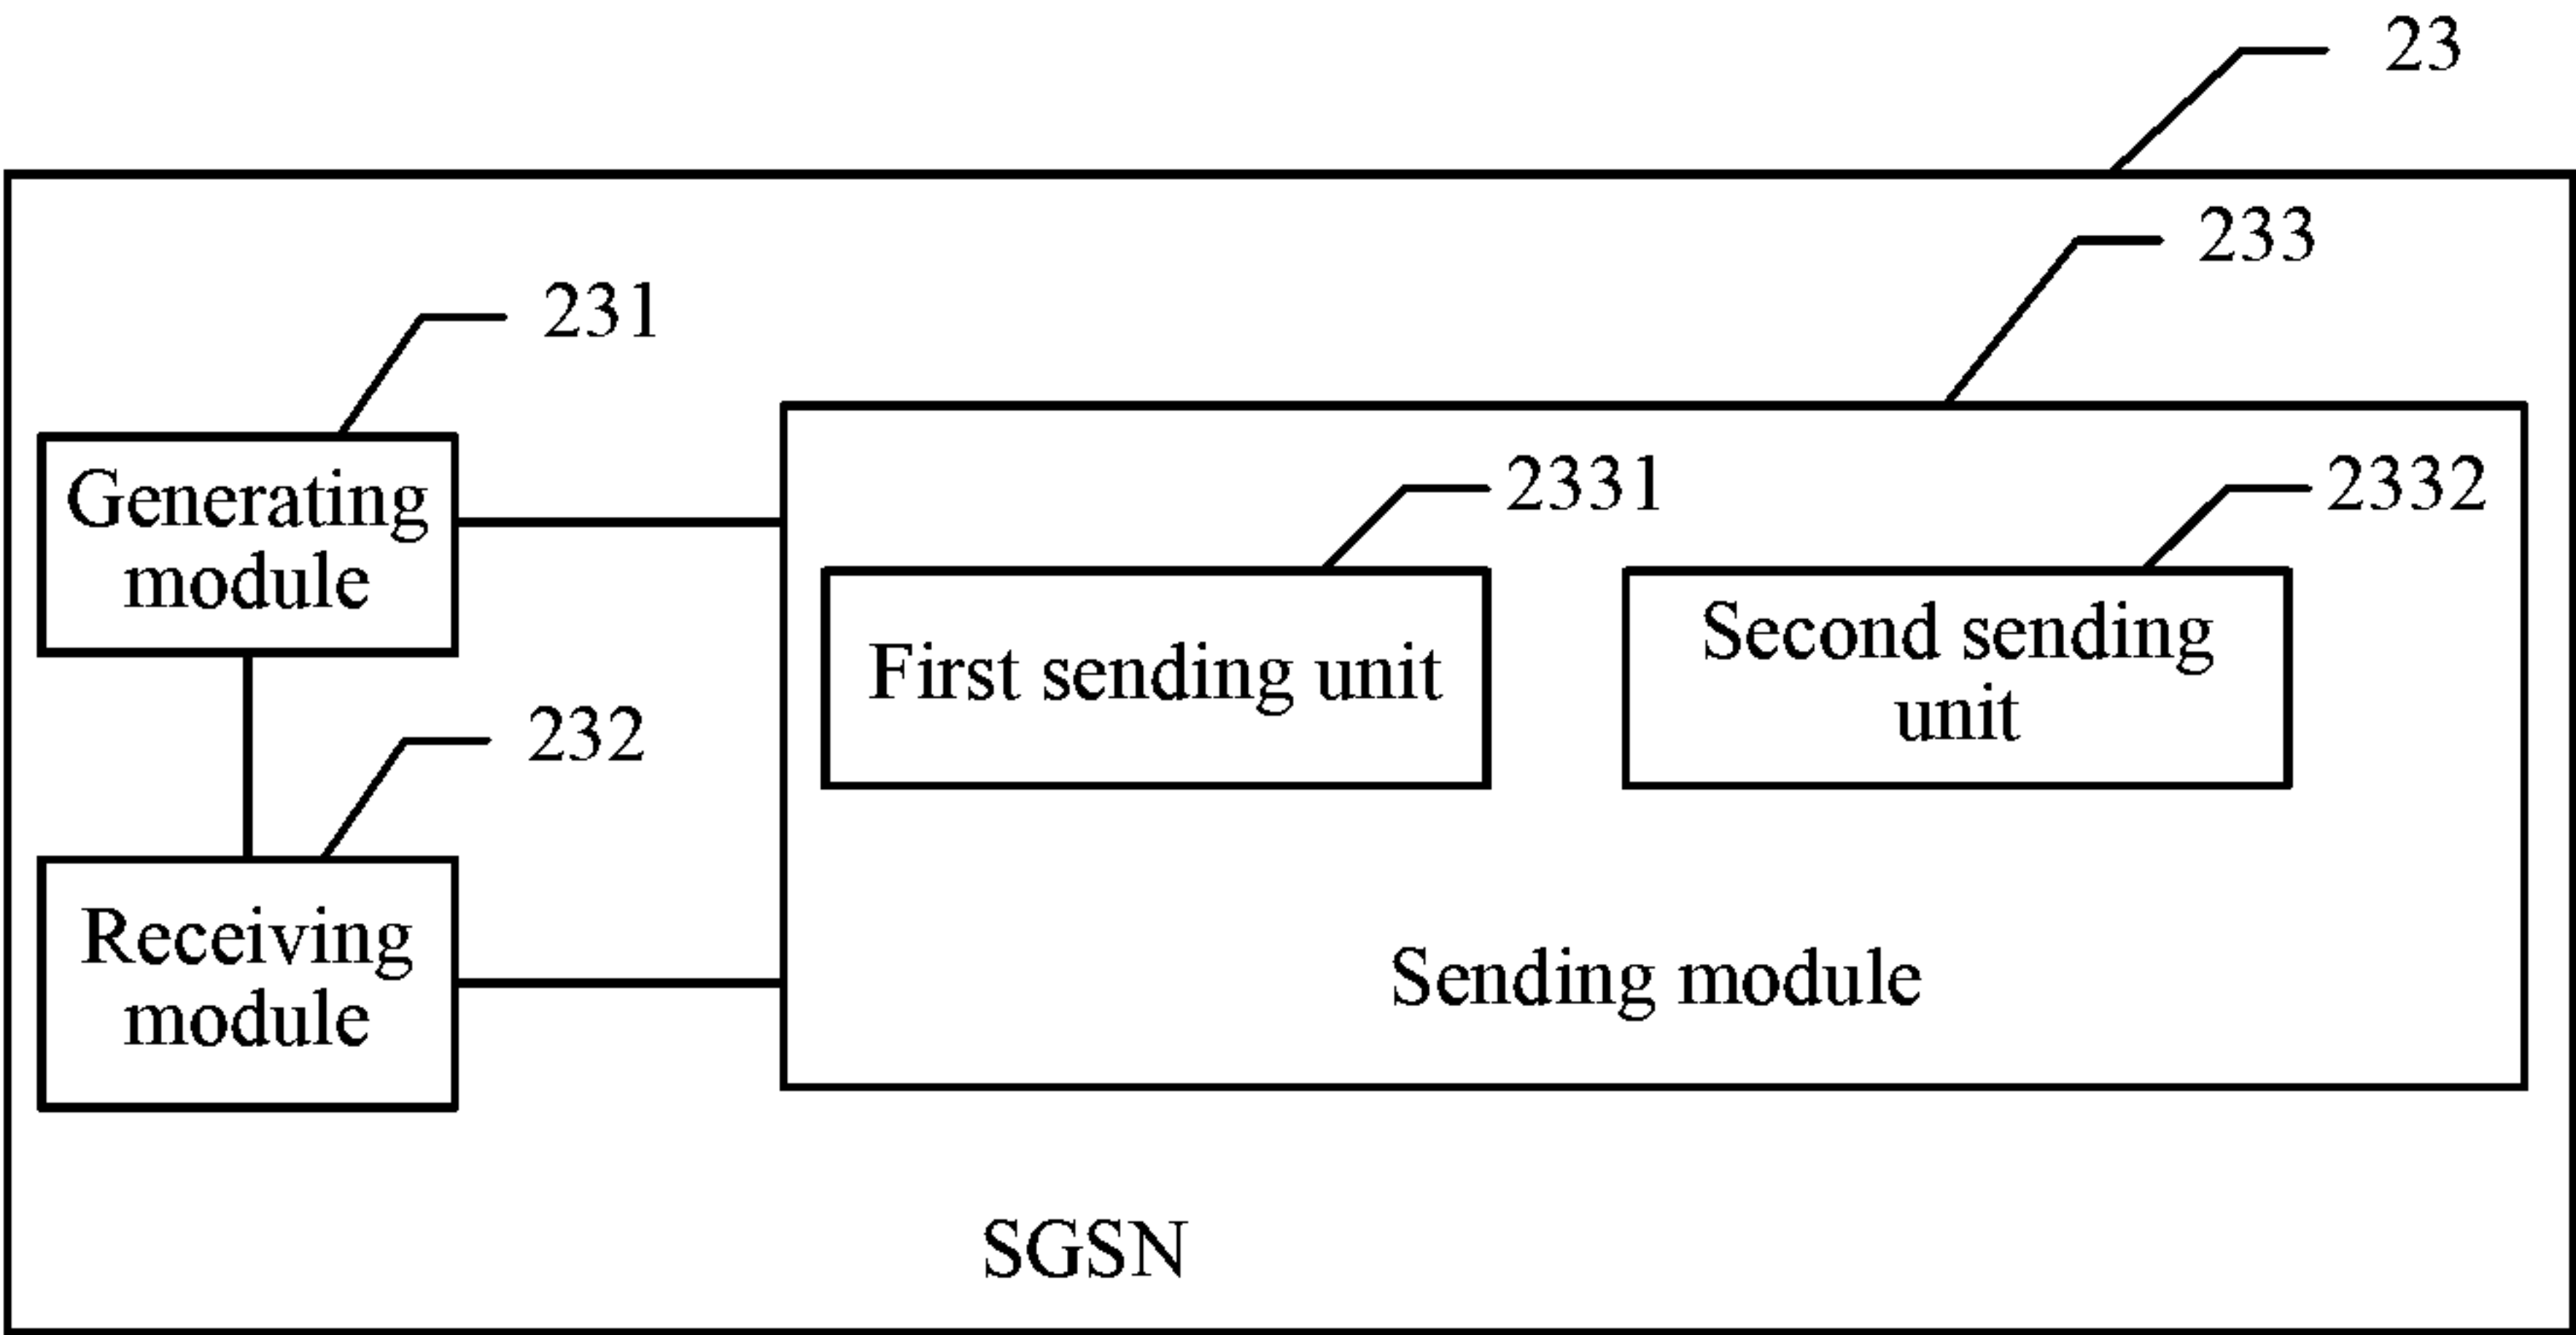 23
233
231
Generating
module
2331
2332
First sending unit
Second sending
unit
232
Receiving
module
Sending module
SGSN